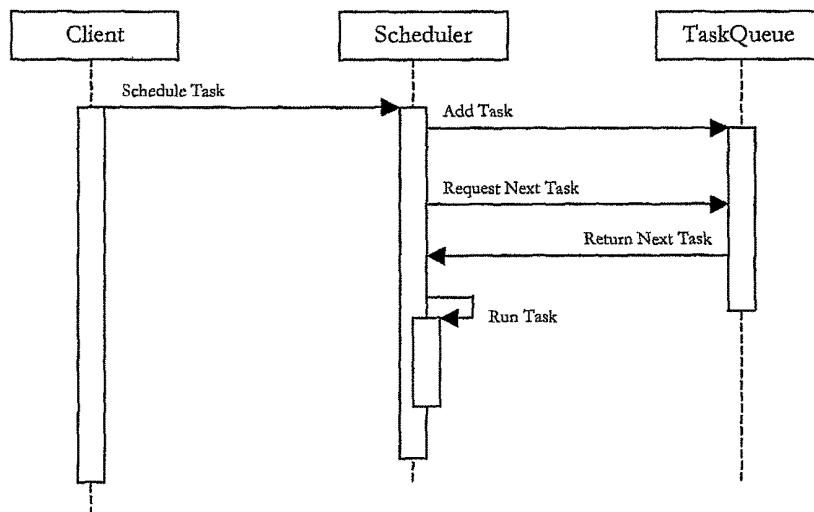 Client
Scheduler
TaskQueue
Schedule Task
Add Task
Request Next Task
Return Next Task
Run Task